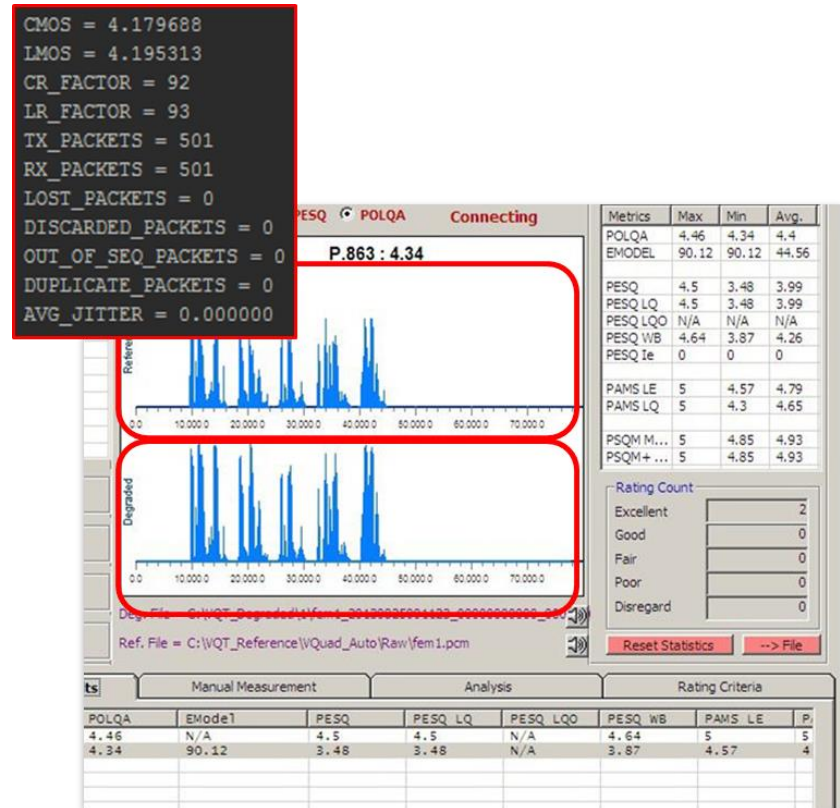 CMOS = 4.179688
LMOS = 4.195313
CR_FACTOR = 92
LR_FACTOR = 93
TX_PACKETS = 501
RX_PACKETS = 501
LOST_PACKETS = 0
DISCARDED_PACKETS = 0
OUT_OF_SEQ_PACKETS = 0
DUPLICATE_PACKETS = 0
AVG_JITTER = 0.000000
POLQA Connecting
P.863 : 4.34
0.0 10.000 0 20.000 0 30.000 0 40.000 0 50.000 0 60.000 0 70.000 0
Degraded
0.0 10.000 0 20.000 0 30.000 0 40.000 0 50.000 0 60.000 0 70.000 0
Ref. File = C:\VQT_Reference\VQuad_Auto\Raw\fem1.pcm
Metrics Max Min Avg.
POLQA 4.46 4.34 4.4
EMODEL 90.12 90.12 44.56
PESQ 4.5 3.48 3.99
PESQ LQ 4.5 3.48 3.99
PESQ LQO N/A N/A N/A
PESQ WB 4.64 3.87 4.26
PESQ Ie 0 0 0
PAMS LE 5 4.57 4.79
PAMS LQ 5 4.3 4.65
PSQM M... 5 4.85 4.93
PSQM+ ... 5 4.85 4.93
Rating Count
Excellent 2
Good 0
Fair 0
Poor 0
Disregard 0
Reset Statistics --> File
Manual Measurement Analysis Rating Criteria
POLQA EModel PESQ PESQ LQ PESQ LQO PESQ WB PAMS LE
4.46 N/A 4.5 4.5 N/A 4.64 5 5
4.34 90.12 3.48 3.48 N/A 3.87 4.57 4